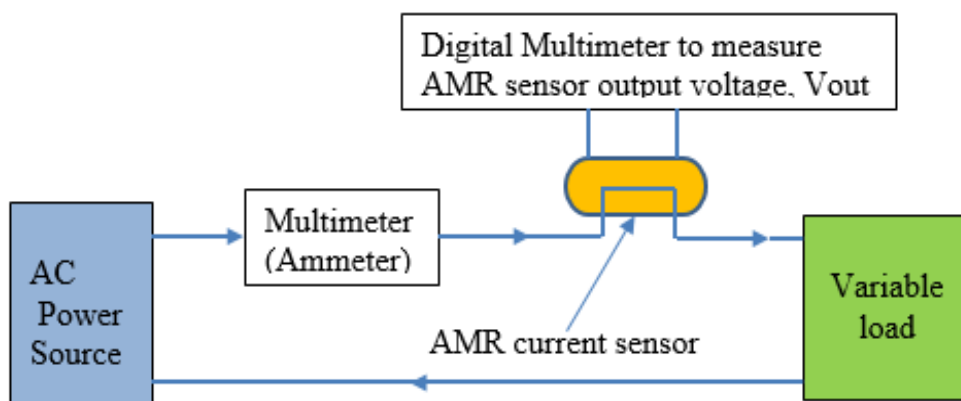 Digital Multimeter to measure
AMR sensor output voltage, Vout
Multimeter
(Ammeter)
AC
Power
Source
Variable
load
AMR current sensor